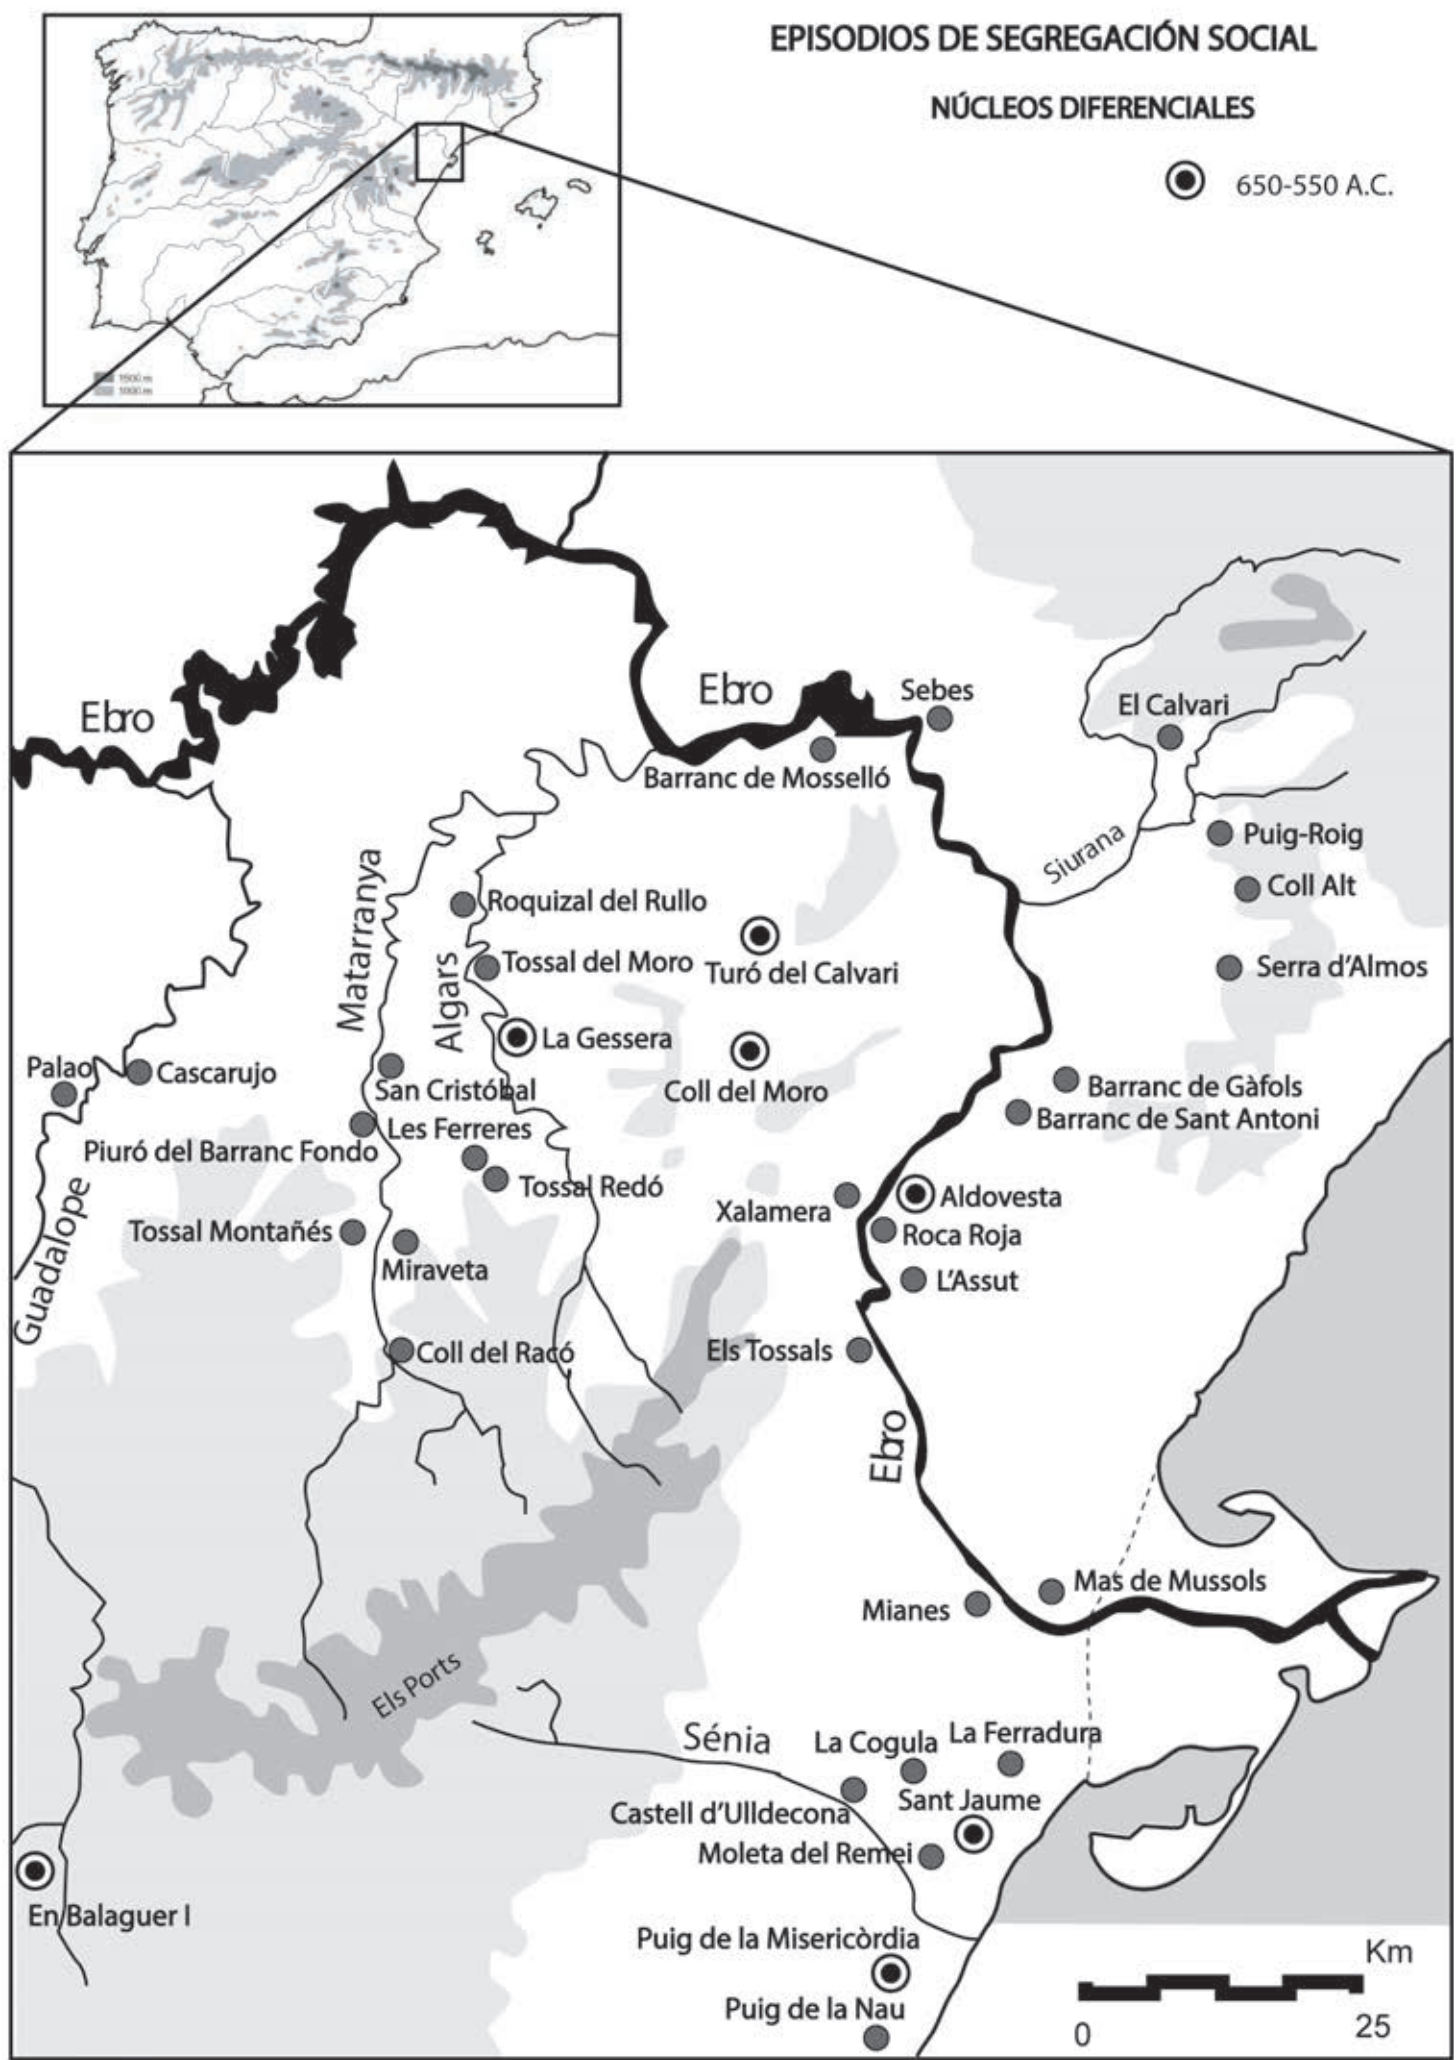 EPISODIOS DE SEGREGACIÓN SOCIAL
NÚCLEOS DIFERENCIALES
650-550 A.C.
1500 m
1000 m
Ebro
Ebro
Sebes
El Calvari
Barranc de Mosselló
Siurana
Puig-Roig
Coll Alt
Matarranya
Roquizal del Rullo
Algars
Tossal del Moro
Turó del Calvari
Serra d'Almos
La Gessera
Palao
Cascarujo
San Cristóbal
Coll del Moro
Barranc de Gàfols
Barranc de Sant Antoni
Les Ferreres
Piuró del Barranc Fondo
Tossal Redó
Xalamera
Aldovesta
Guadalope
Tossal Montañés
Roca Roja
Miraveta
L'Assut
Coll del Racó
Els Tossals
Ebro
Mas de Mussols
Mianes
Els Ports
Sénia
La Cogula
La Ferradura
Castell d'Ulldecona
Sant Jaume
Moleta del Remei
En Balaguer I
Puig de la Misericòrdia
Puig de la Nau
Km
0
25